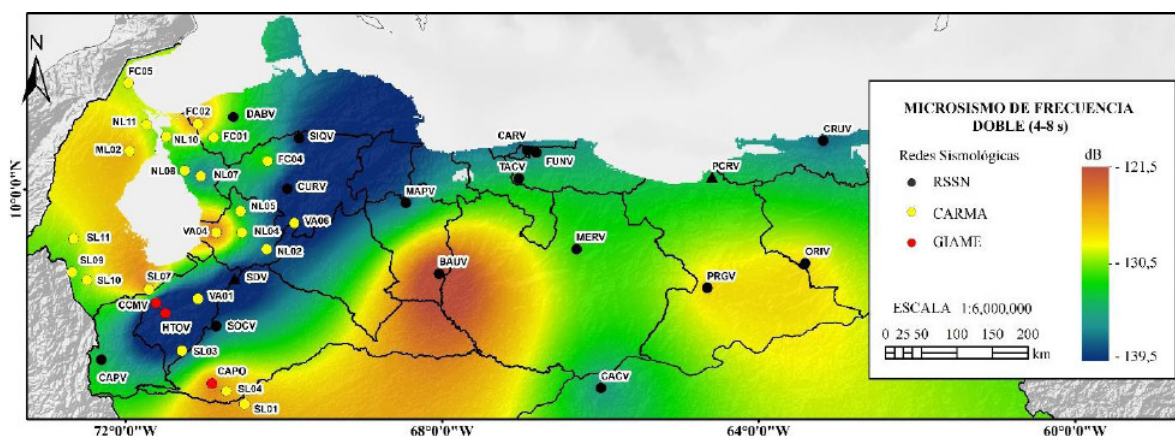 N
FC05
NL11
FC02
DABV
NL10
FC01
SIQV
ML02
FC04
NL08
NL07
CURV
NL05
MAPV
VA06
VA04
NL04
NL02
SL11
SL09
SL10
SL07
SDV
CCMV
VA01
HTOV
SOCV
SL03
CAPV
CAPO
SL04
SL01
CARV
FUNV
TACV
BAUV
MERV
PCRV
CRUV
PRGV
ORIV
CACV
10°0'0"N
72°0'0"W
68°0'0"W
64°0'0"W
MICROSISMO DE FRECUENCIA
DOBLE (4-8 s)
Redes Sismológicas
RSSN
CARMA
GIAME
dB
-121,5
-130,5
-139,5
ESCALA 1:6,000,000
0 25 50 100 150 200
km